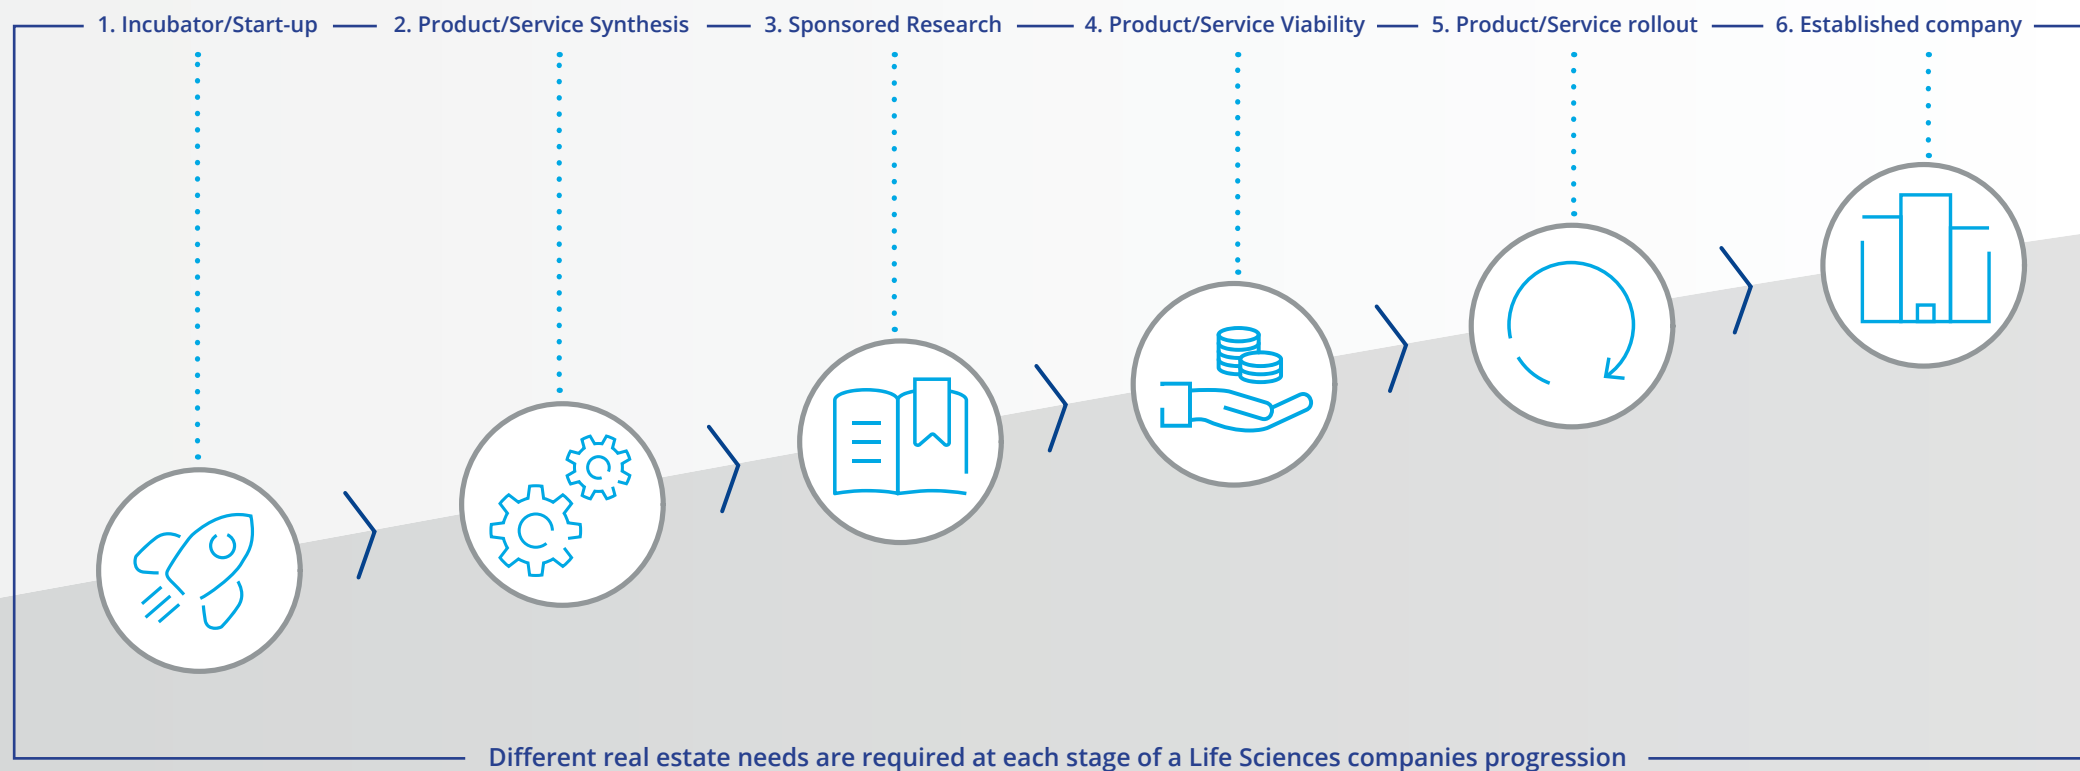 1. Incubator/Start-up
2. Product/Service Synthesis
3. Sponsored Research
4. Product/Service Viability
5. Product/Service rollout
6. Established company
Different real estate needs are required at each stage of a Life Sciences companies progression